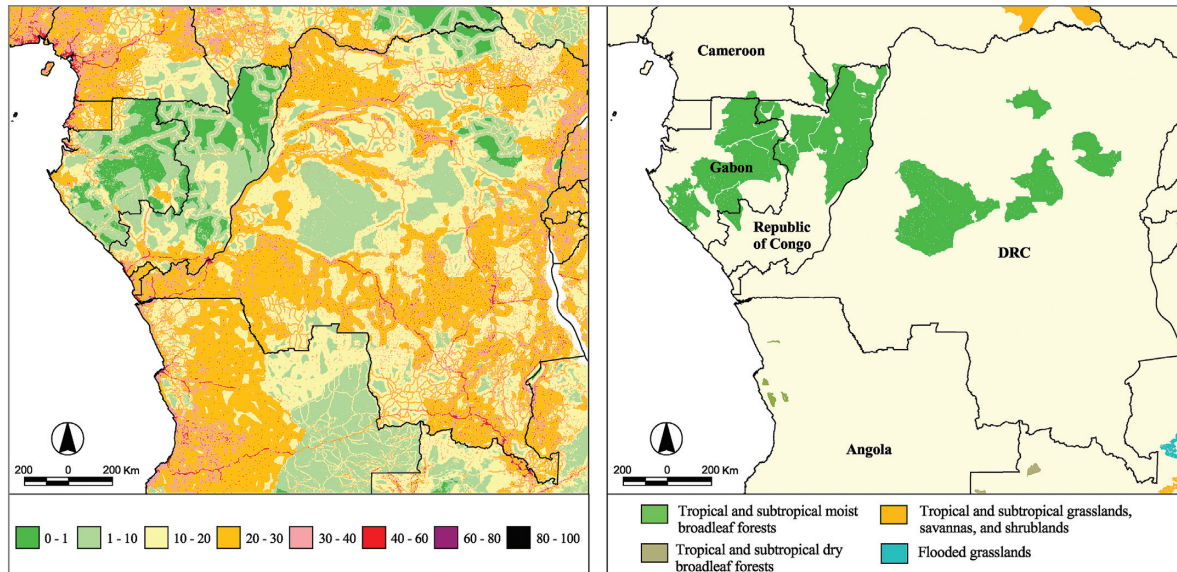 200 0 200 Km
0 - 1
1 - 10
10 - 20
20 - 30
30 - 40
40 - 60
60 - 80
80 - 100
Cameroon
Gabon
Republic
of Congo
DRC
Angola
200 0 200 Km
Tropical and subtropical moist
broadleaf forests
Tropical and subtropical dry
broadleaf forests
Tropical and subtropical grasslands,
savannas, and shrublands
Flooded grasslands